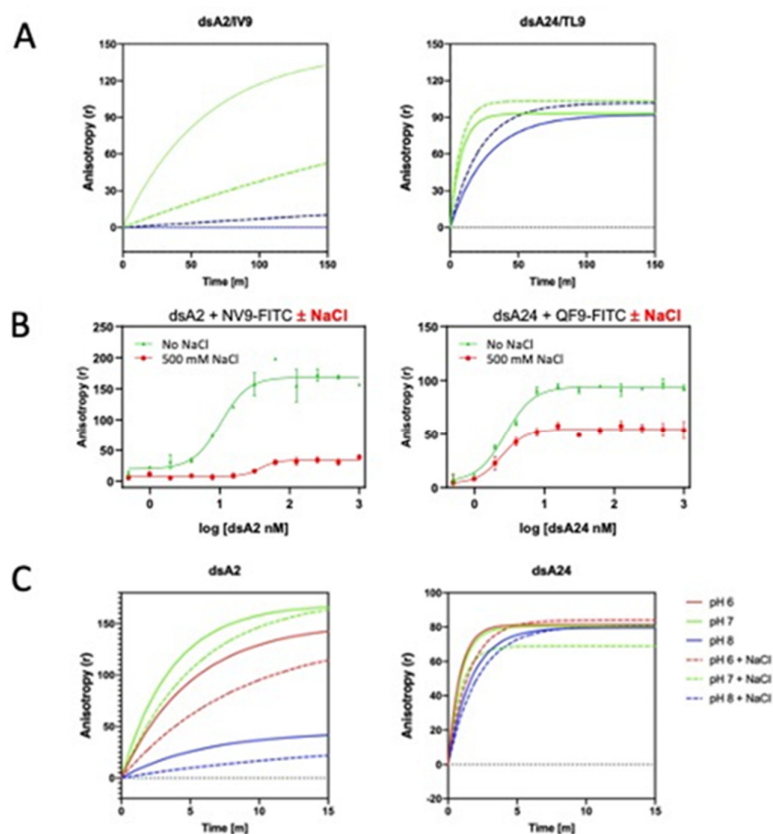 A
dsA2/IV9
Anisotropy (r)
150
120
90
60
30
0
0 50 100 150
Time [m]
dsA24/TL9
Anisotropy (r)
150
120
90
60
30
0
0 50 100 150
Time [m]
B
dsA2 + NV9-FITC ± NaCl
Anisotropy (r)
250
200
150
100
50
0
No NaCl
500 mM NaCl
0 1 2 3
log [dsA2 nM]
dsA24 + QF9-FITC ± NaCl
Anisotropy (r)
150
100
50
0
No NaCl
500 mM NaCl
0 1 2 3
log [dsA24 nM]
C
dsA2
Anisotropy (r)
150
100
50
0
0 5 10 15
Time [m]
dsA24
Anisotropy (r)
100
80
60
40
20
0
-20
0 5 10 15
Time [m]
pH 6
pH 7
pH 8
pH 6 + NaCl
pH 7 + NaCl
pH 8 + NaCl